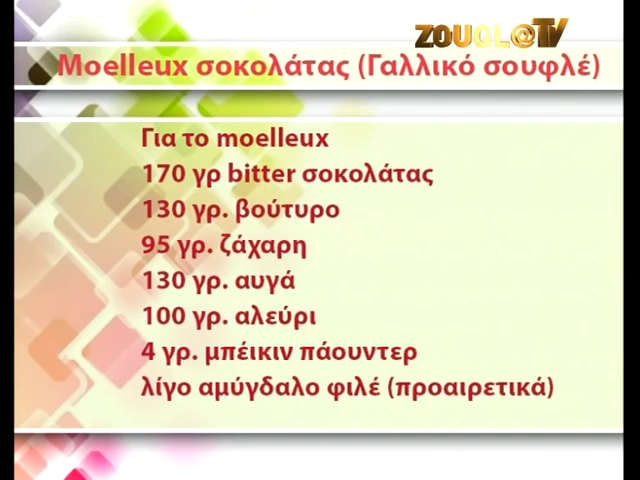 ZOUGL@TV
Moelleux σοκολάτας (Γαλλικό σουφλέ)
Για το moelleux
170 γρ bitter σοκολάτας
130 γρ. βούτυρο
95 γρ. ζάχαρη
130 γρ. αυγά
100 γρ. αλεύρι
4 γρ. μπέικιν πάουντερ
λίγο αμύγδαλο φιλέ (προαιρετικά)